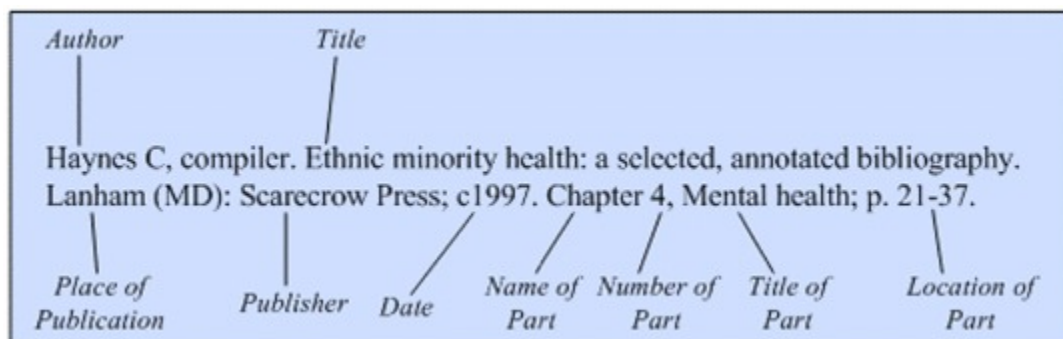 Author Title
Haynes C, compiler. Ethnic minority health: a selected, annotated bibliography.
Lanham (MD): Scarecrow Press; c1997. Chapter 4, Mental health; p. 21-37.
Place of Publication
Publisher
Date
Name of Part
Number of Part
Title of Part
Location of Part